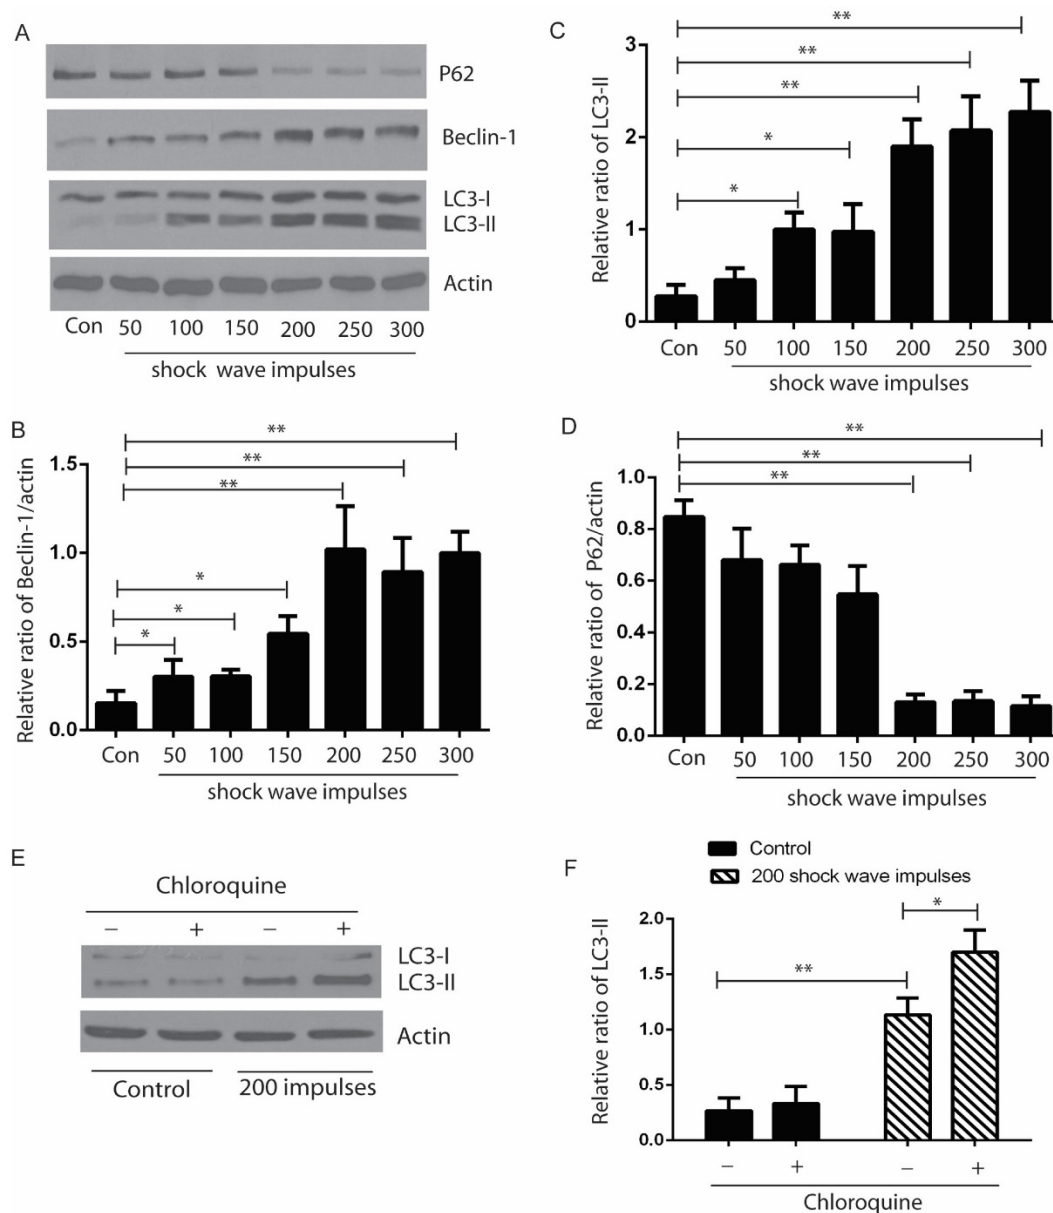 A
P62
Beclin-1
LC3-I
LC3-II
Actin
Con 50 100 150 200 250 300
shock wave impulses
C
Relative ratio of LC3-II
3
2
1
0
**
**
**
*
*
Con 50 100 150 200 250 300
shock wave impulses
B
Relative ratio of Beclin-1/actin
1.5
1.0
0.5
0.0
**
**
**
*
*
*
Con 50 100 150 200 250 300
shock wave impulses
D
Relative ratio of P62/actin
1.0
0.8
0.6
0.4
0.2
0.0
**
**
**
Con 50 100 150 200 250 300
shock wave impulses
E
Chloroquine
− + − +
LC3-I
LC3-II
Actin
Control 200 impulses
F
Control
200 shock wave impulses
Relative ratio of LC3-II
2.0
1.5
1.0
0.5
0.0
**
*
− + − +
Chloroquine